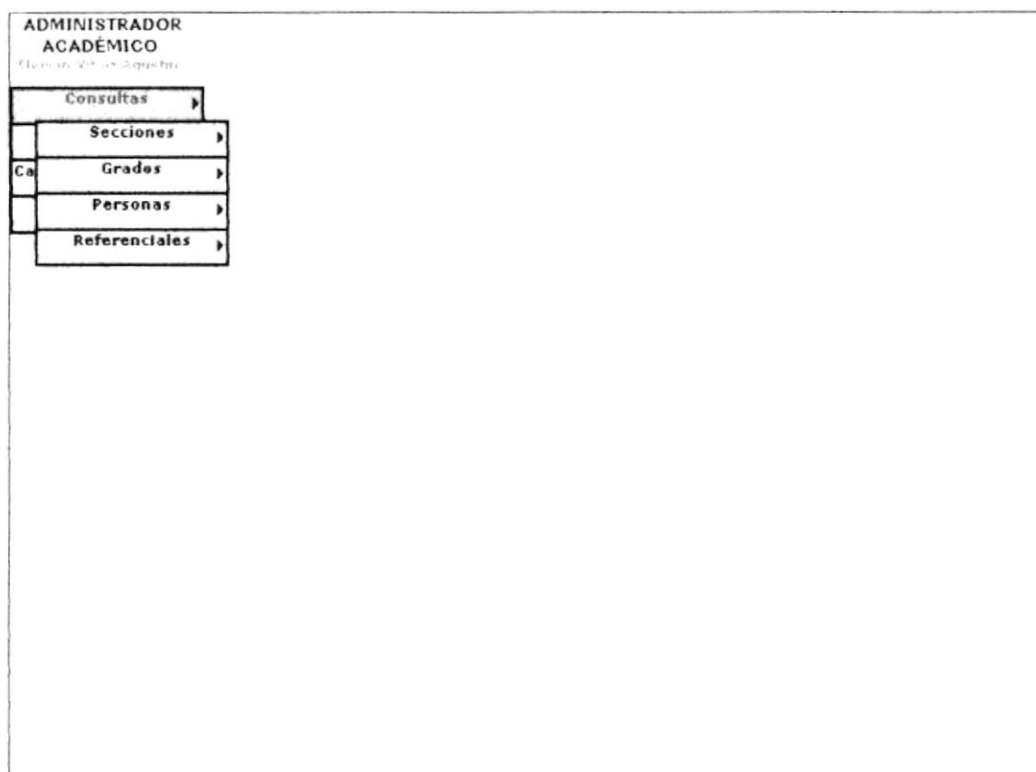 ADMINISTRADOR
ACADÉMICO
Consultas
Secciones
Ca
Grados
Personas
Referenciales